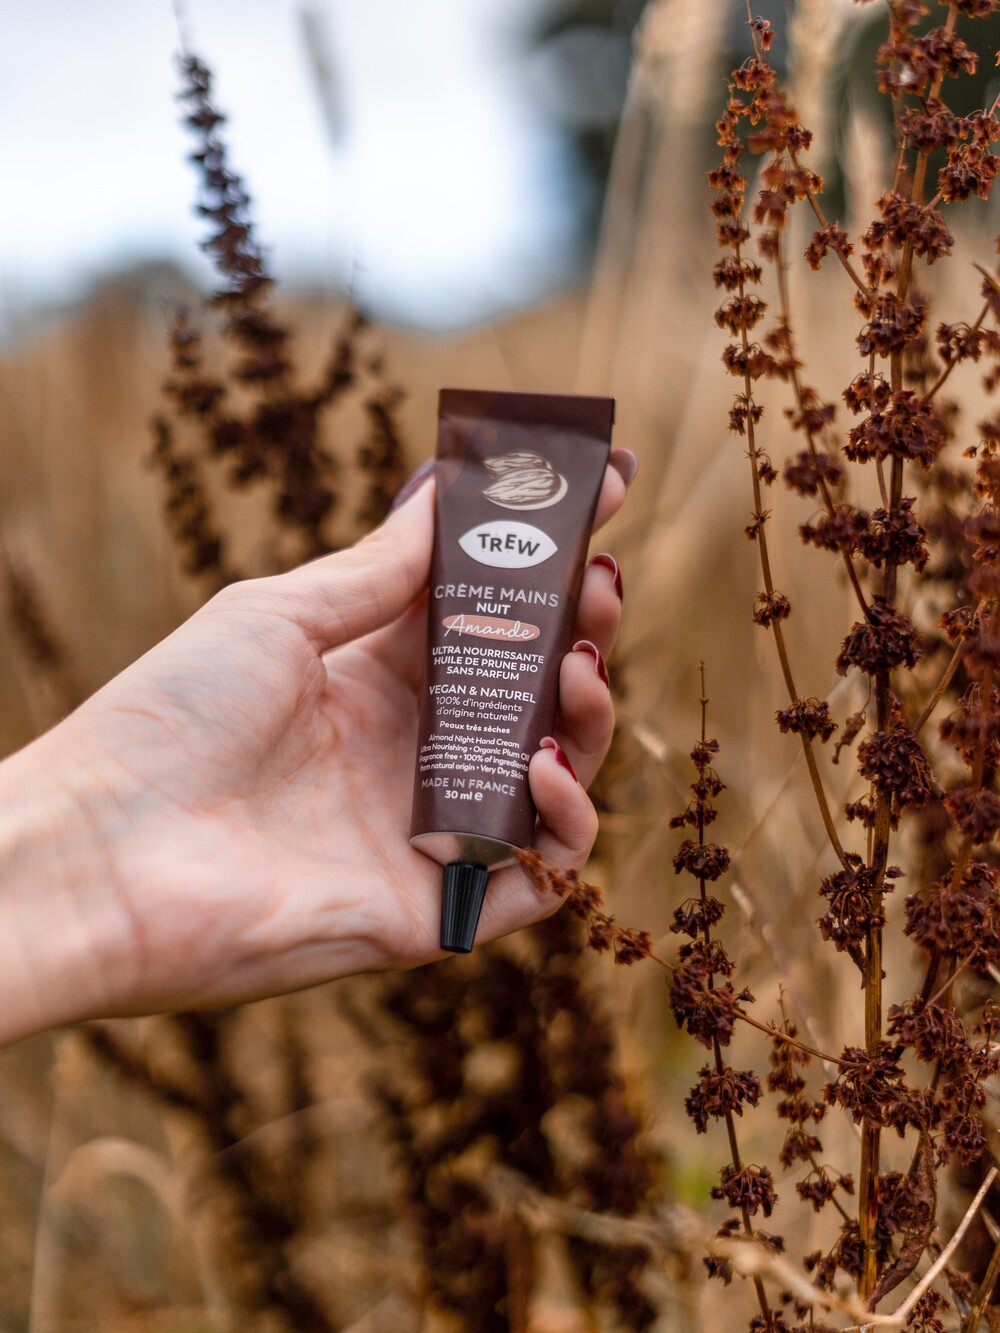 TREW
CRÈME MAINS
NUIT
Amande
ULTRA NOURRISSANTE
HUILE DE PRUNE BIO
SANS PARFUM
VEGAN & NATUREL
100% d'ingrédients
d'origine naturelle
Peaux très sèches
Almond Night Hand Cream
Ultra Nourishing • Organic Plum Oil
Fragrance free • 100% of ingredients
from natural origin • Very Dry Skin
MADE IN FRANCE
30 ml e